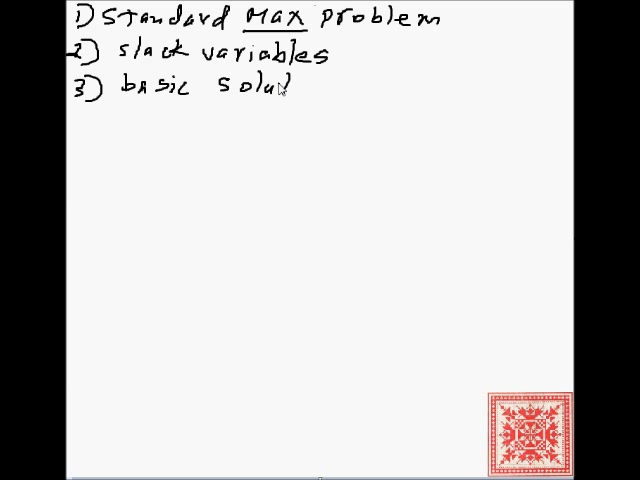 1) Standard Max problem
2) slack variables
3) basic solu